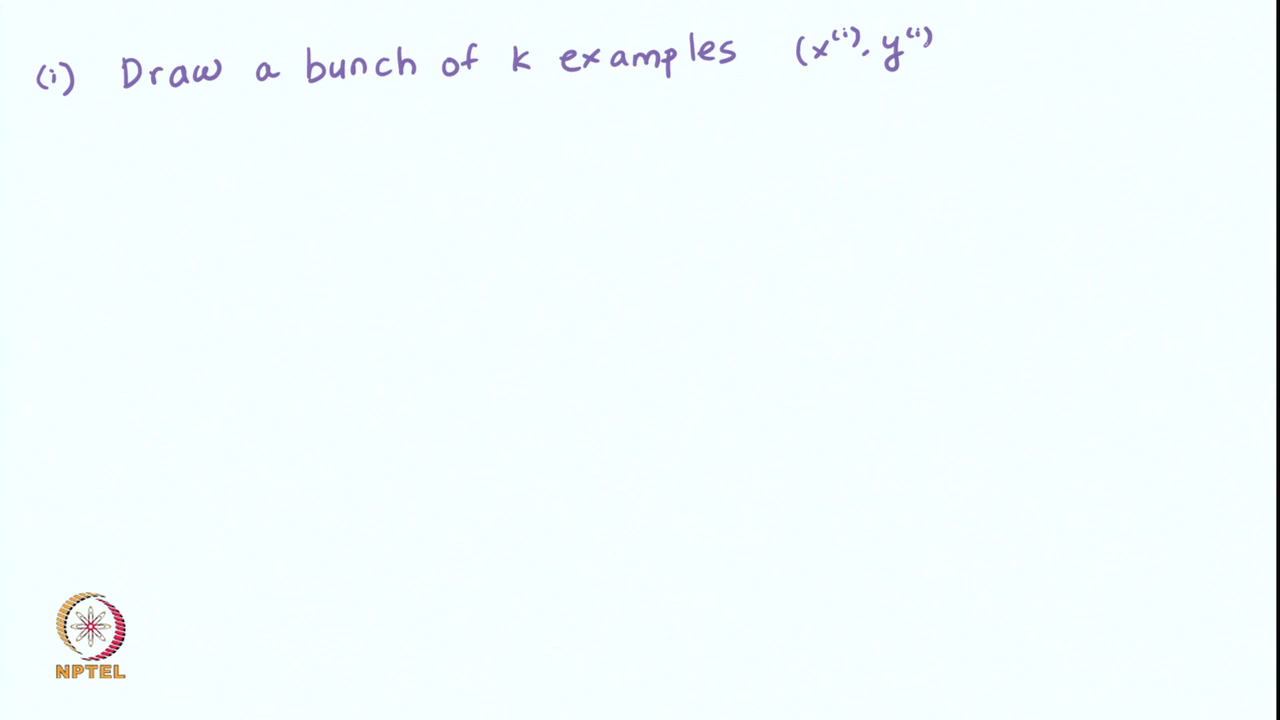 (i) Draw a bunch of k examples (x⁽ⁱ⁾, y⁽ⁱ⁾)
NPTEL